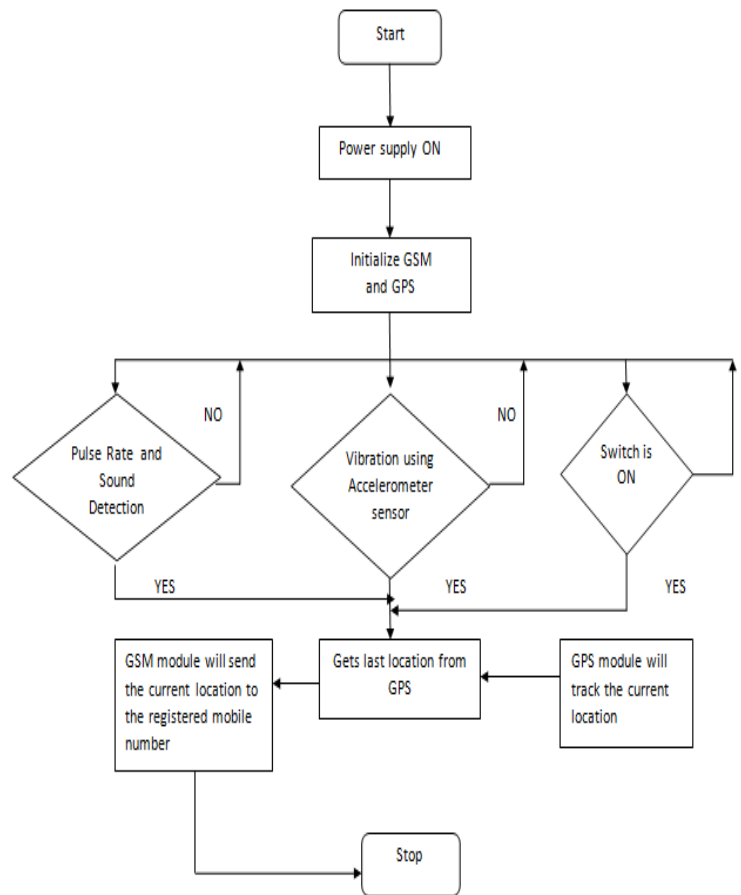 Start
Power supply ON
Initialize GSM
and GPS
NO
NO
Pulse Rate and
Sound
Detection
Vibration using
Accelerometer
sensor
Switch is
ON
YES
YES
YES
GSM module will send
the current location to
the registered mobile
number
Gets last location from
GPS
GPS module will
track the current
location
Stop